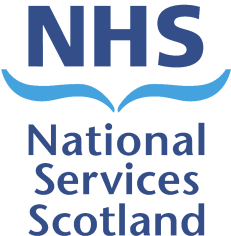 NHS
National
Services
Scotland